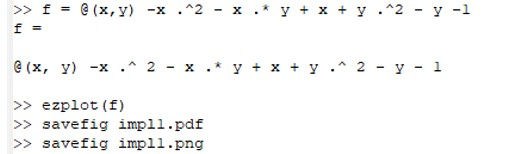 >> f = @(x,y) -x .^2 - x .* y + x + y .^2 - y -1
f =
@(x, y) -x .^ 2 - x .* y + x + y .^ 2 - y - 1
>> ezplot(f)
>> savefig impl1.pdf
>> savefig impl1.png